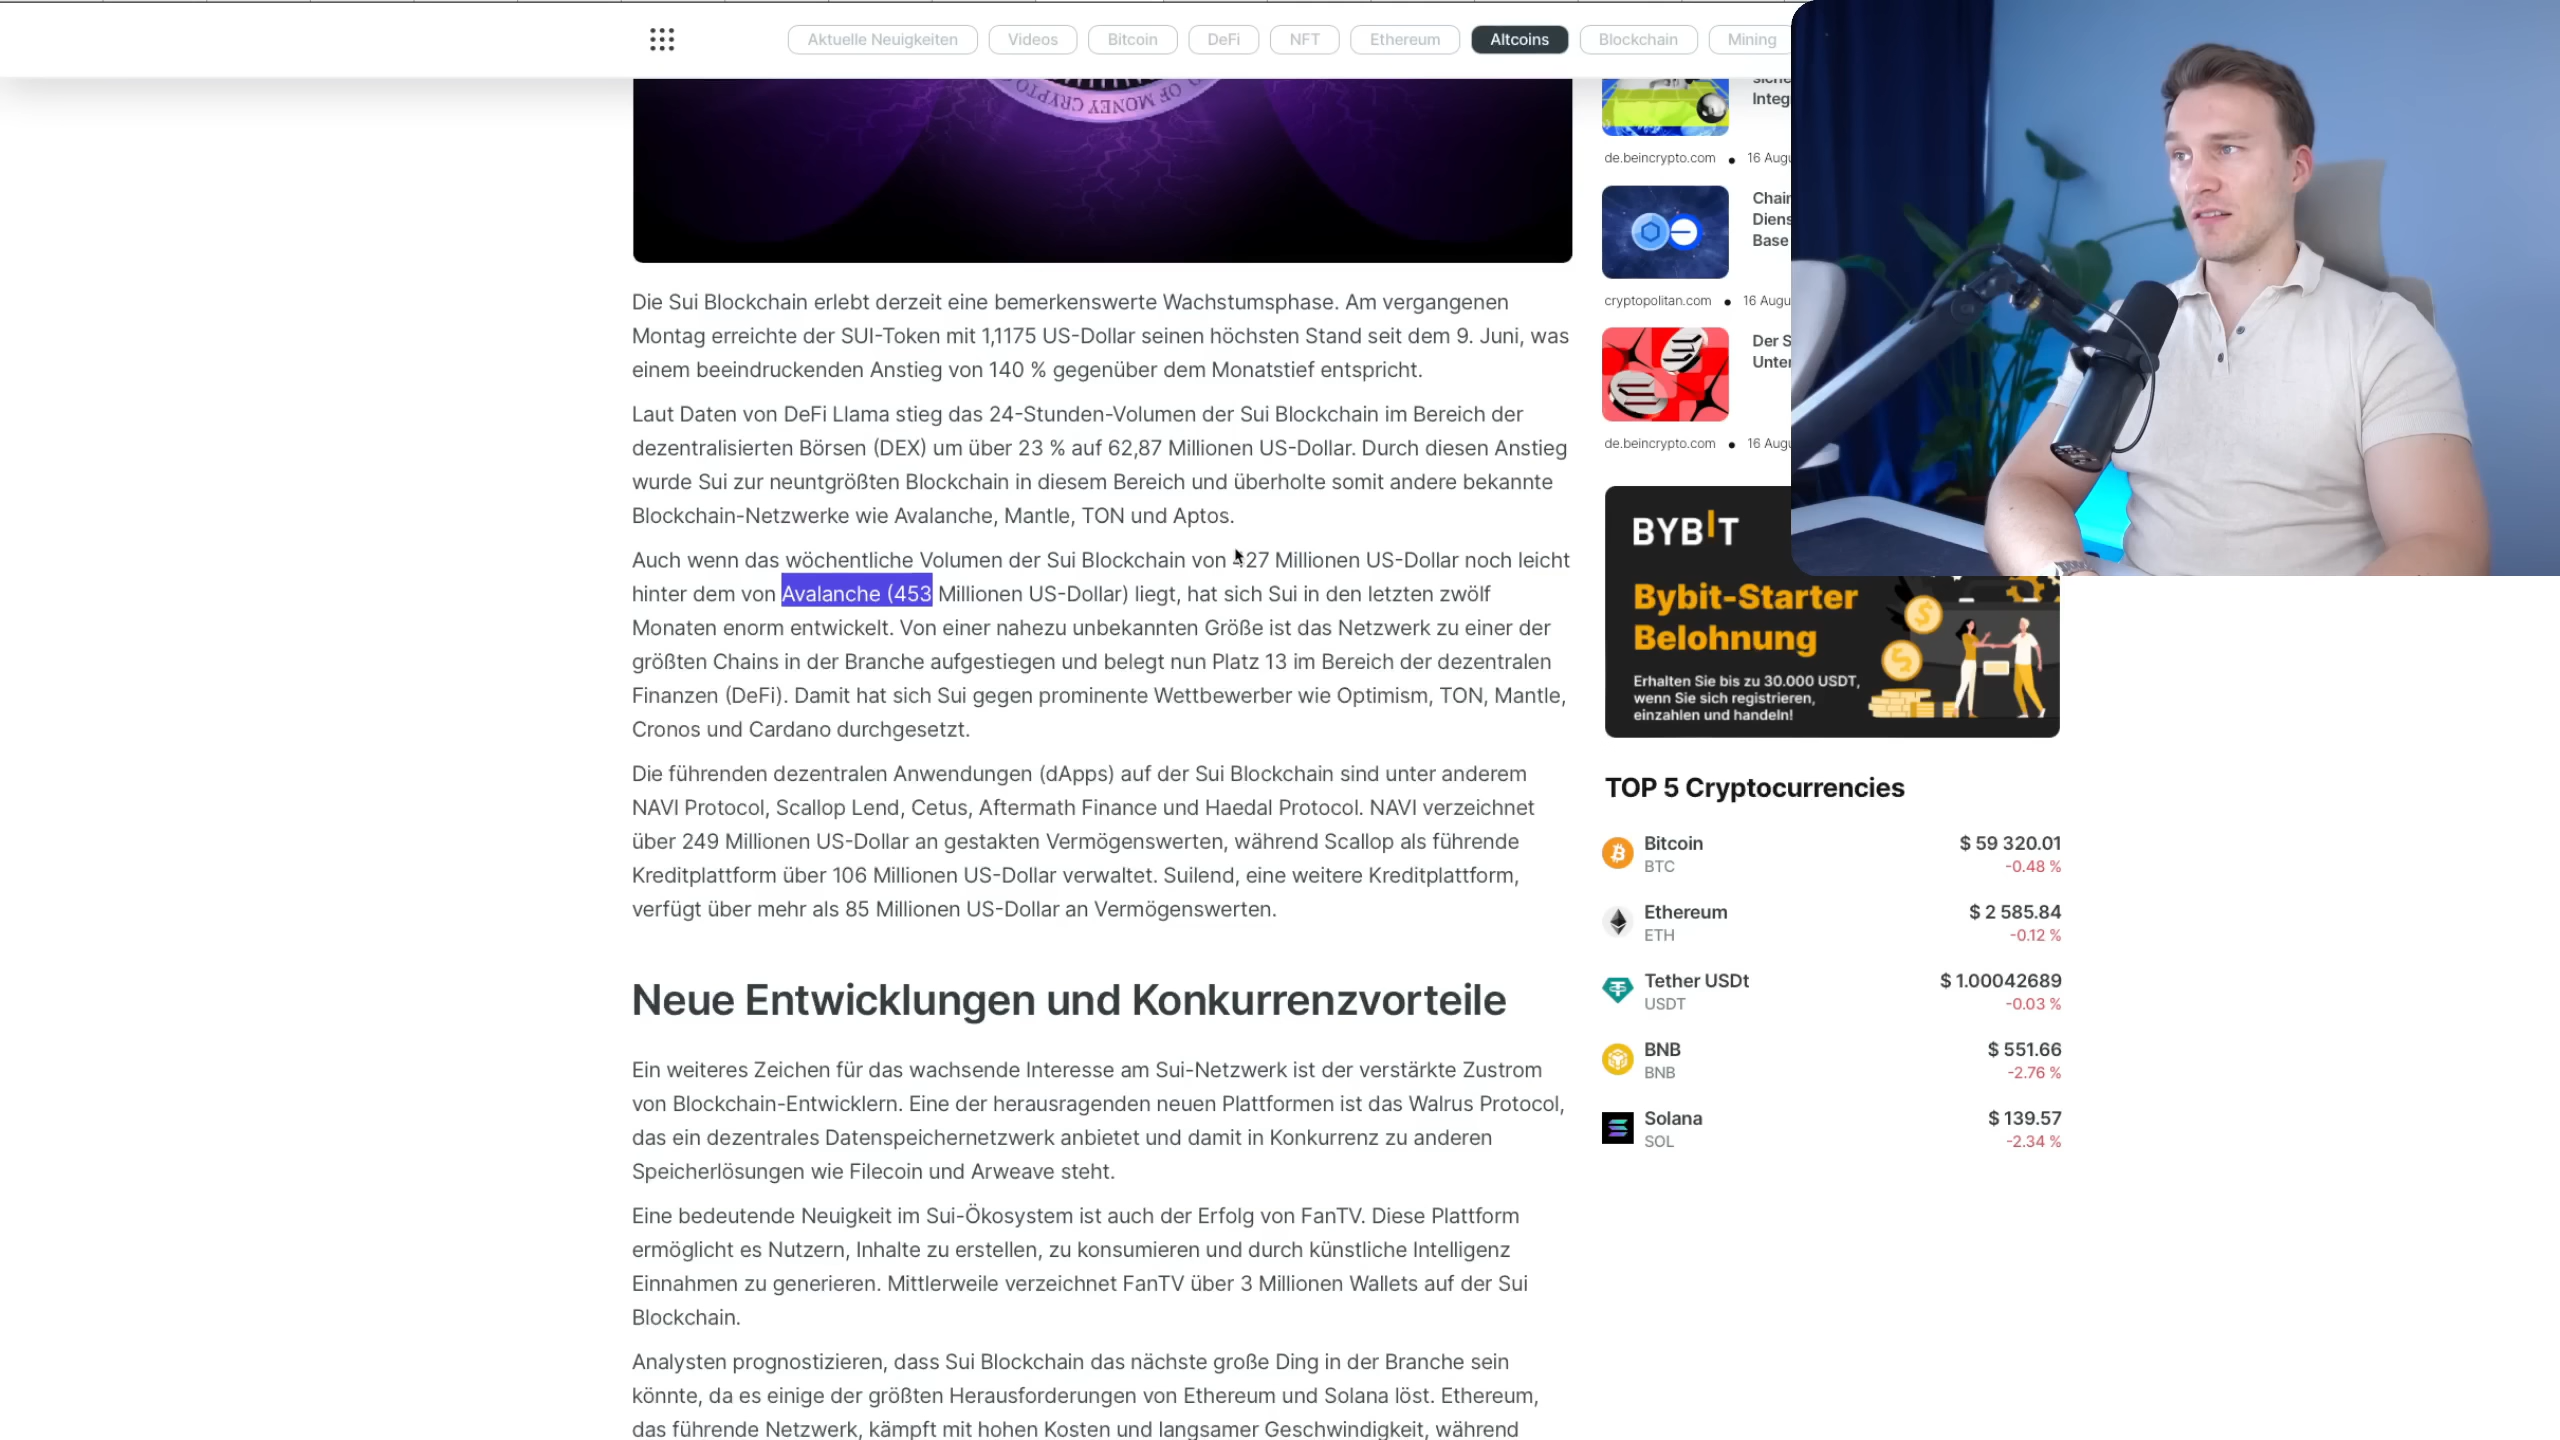 Aktuelle Neuigkeiten
Videos
Bitcoin
DeFi
NFT
Ethereum
Altcoins
Blockchain
Mining
OF MONEY CRYPTO
Die Sui Blockchain erlebt derzeit eine bemerkenswerte Wachstumsphase. Am vergangenen
Montag erreichte der SUI-Token mit 1,1175 US-Dollar seinen höchsten Stand seit dem 9. Juni, was
einem beeindruckenden Anstieg von 140 % gegenüber dem Monatstief entspricht.
Laut Daten von DeFi Llama stieg das 24-Stunden-Volumen der Sui Blockchain im Bereich der
dezentralisierten Börsen (DEX) um über 23 % auf 62,87 Millionen US-Dollar. Durch diesen Anstieg
wurde Sui zur neuntgrößten Blockchain in diesem Bereich und überholte somit andere bekannte
Blockchain-Netzwerke wie Avalanche, Mantle, TON und Aptos.
Auch wenn das wöchentliche Volumen der Sui Blockchain von Millionen US-Dollar noch leicht
hinter dem von Avalanche (453 Millionen US-Dollar) liegt, hat sich Sui in den letzten zwölf
Monaten enorm entwickelt. Von einer nahezu unbekannten Größe ist das Netzwerk zu einer der
größten Chains in der Branche aufgestiegen und belegt nun Platz 13 im Bereich der dezentralen
Finanzen (DeFi). Damit hat sich Sui gegen prominente Wettbewerber wie Optimism, TON, Mantle,
Cronos und Cardano durchgesetzt.
Die führenden dezentralen Anwendungen (dApps) auf der Sui Blockchain sind unter anderem
NAVI Protocol, Scallop Lend, Cetus, Aftermath Finance und Haedal Protocol. NAVI verzeichnet
über 249 Millionen US-Dollar an gestakten Vermögenswerten, während Scallop als führende
Kreditplattform über 106 Millionen US-Dollar verwaltet. Suilend, eine weitere Kreditplattform,
verfügt über mehr als 85 Millionen US-Dollar an Vermögenswerten.
Neue Entwicklungen und Konkurrenzvorteile
Ein weiteres Zeichen für das wachsende Interesse am Sui-Netzwerk ist der verstärkte Zustrom
von Blockchain-Entwicklern. Eine der herausragenden neuen Plattformen ist das Walrus Protocol,
das ein dezentrales Datenspeichernetzwerk anbietet und damit in Konkurrenz zu anderen
Speicherlösungen wie Filecoin und Arweave steht.
Eine bedeutende Neuigkeit im Sui-Ökosystem ist auch der Erfolg von FanTV. Diese Plattform
ermöglicht es Nutzern, Inhalte zu erstellen, zu konsumieren und durch künstliche Intelligenz
Einnahmen zu generieren. Mittlerweile verzeichnet FanTV über 3 Millionen Wallets auf der Sui
Blockchain.
Analysten prognostizieren, dass Sui Blockchain das nächste große Ding in der Branche sein
könnte, da es einige der größten Herausforderungen von Ethereum und Solana löst. Ethereum,
das führende Netzwerk, kämpft mit hohen Kosten und langsamer Geschwindigkeit, während
Integ
de.beincrypto.com • 16 Augu
Chain
Diens
Base
cryptopolitan.com • 16 Augu
Der S
Unter
de.beincrypto.com • 16 Augu
BYBIT
Bybit-Starter
Belohnung
Erhalten Sie bis zu 30.000 USDT,
wenn Sie sich registrieren,
einzahlen und handeln!
TOP 5 Cryptocurrencies
Bitcoin $ 59 320.01
BTC -0.48 %
Ethereum $ 2 585.84
ETH -0.12 %
Tether USDt $ 1.00042689
USDT -0.03 %
BNB $ 551.66
BNB -2.76 %
Solana $ 139.57
SOL -2.34 %